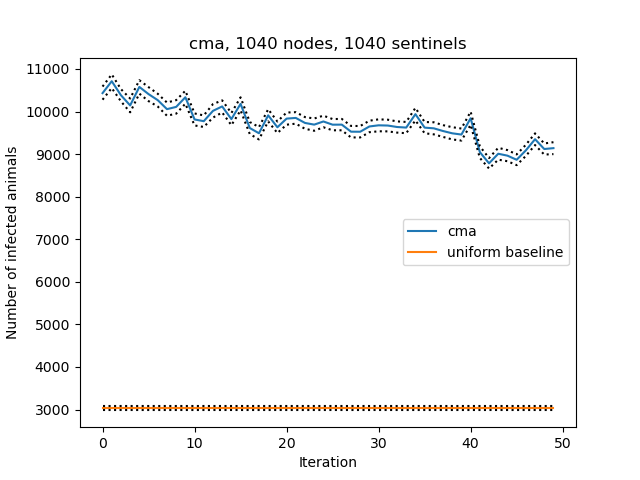 cma, 1040 nodes, 1040 sentinels
Number of infected animals
11000
10000
9000
8000
7000
6000
5000
4000
3000
cma
uniform baseline
0 10 20 30 40 50
Iteration